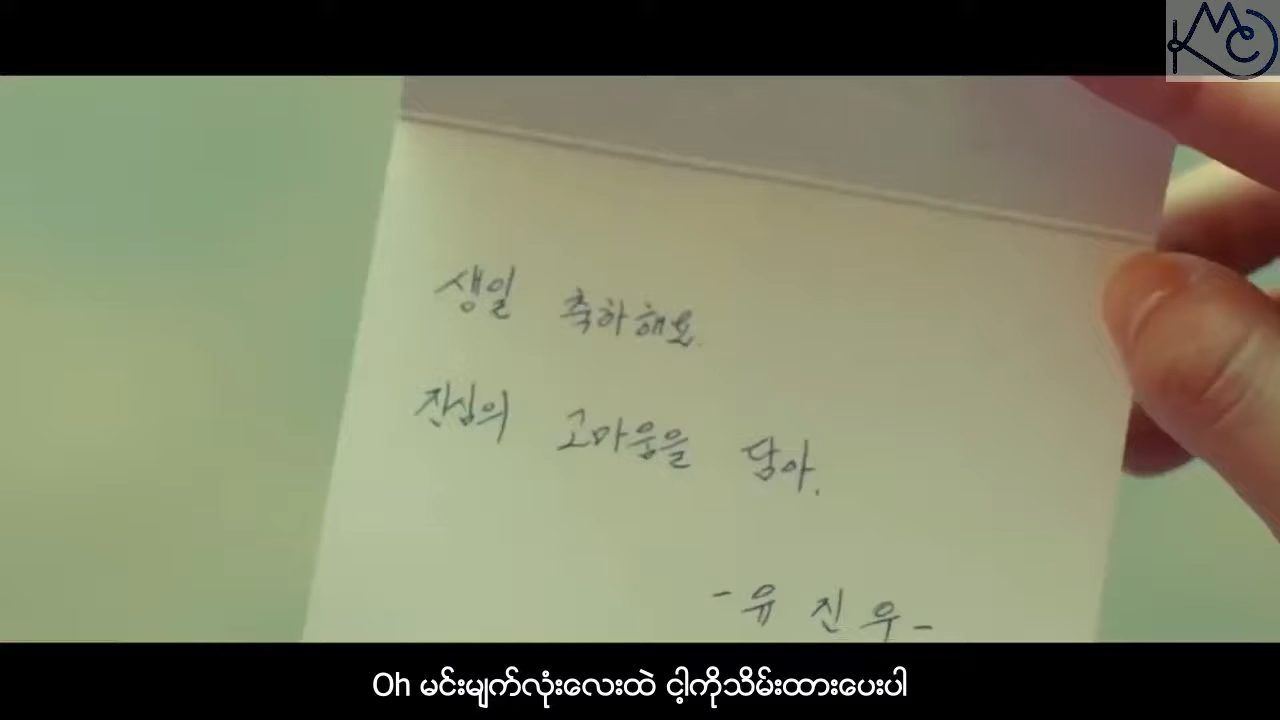 KMC
생일 축하해요.
진심의 고마움을 담아.
-유 진 우-
Oh မင်းမျက်လုံးလေးထဲ ငါ့ကိုသိမ်းထားပေးပါ